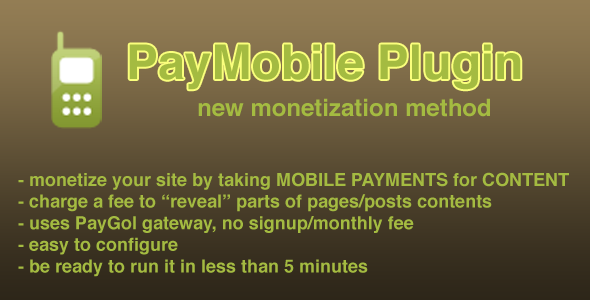 PayMobile Plugin
new monetization method
- monetize your site by taking MOBILE PAYMENTS for CONTENT
- charge a fee to “reveal” parts of pages/posts contents
- uses PayGol gateway, no signup/monthly fee
- easy to configure
- be ready to run it in less than 5 minutes